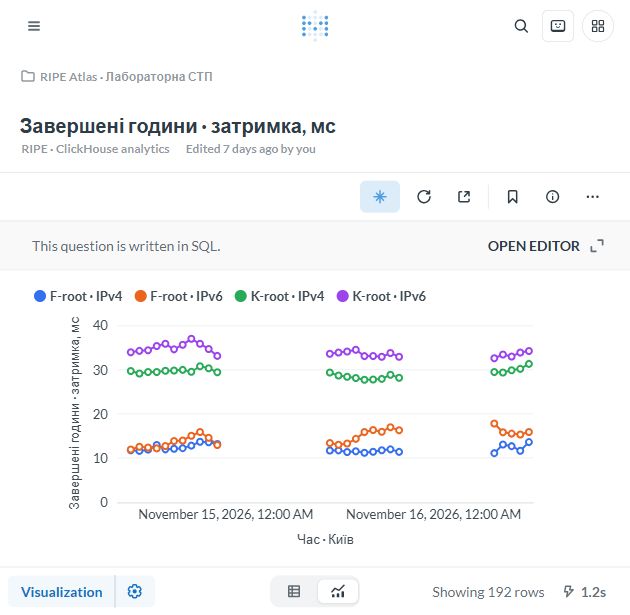 RIPE Atlas · Лабораторна СТП
Завершені години · затримка, мс
RIPE · ClickHouse analytics Edited 7 days ago by you
This question is written in SQL.
OPEN EDITOR
F-root · IPv4 F-root · IPv6 K-root · IPv4 K-root · IPv6
Завершені години · затримка, мс
40
30
20
10
0
November 15, 2026, 12:00 AM November 16, 2026, 12:00 AM
Час · Київ
Visualization
Showing 192 rows 1.2s